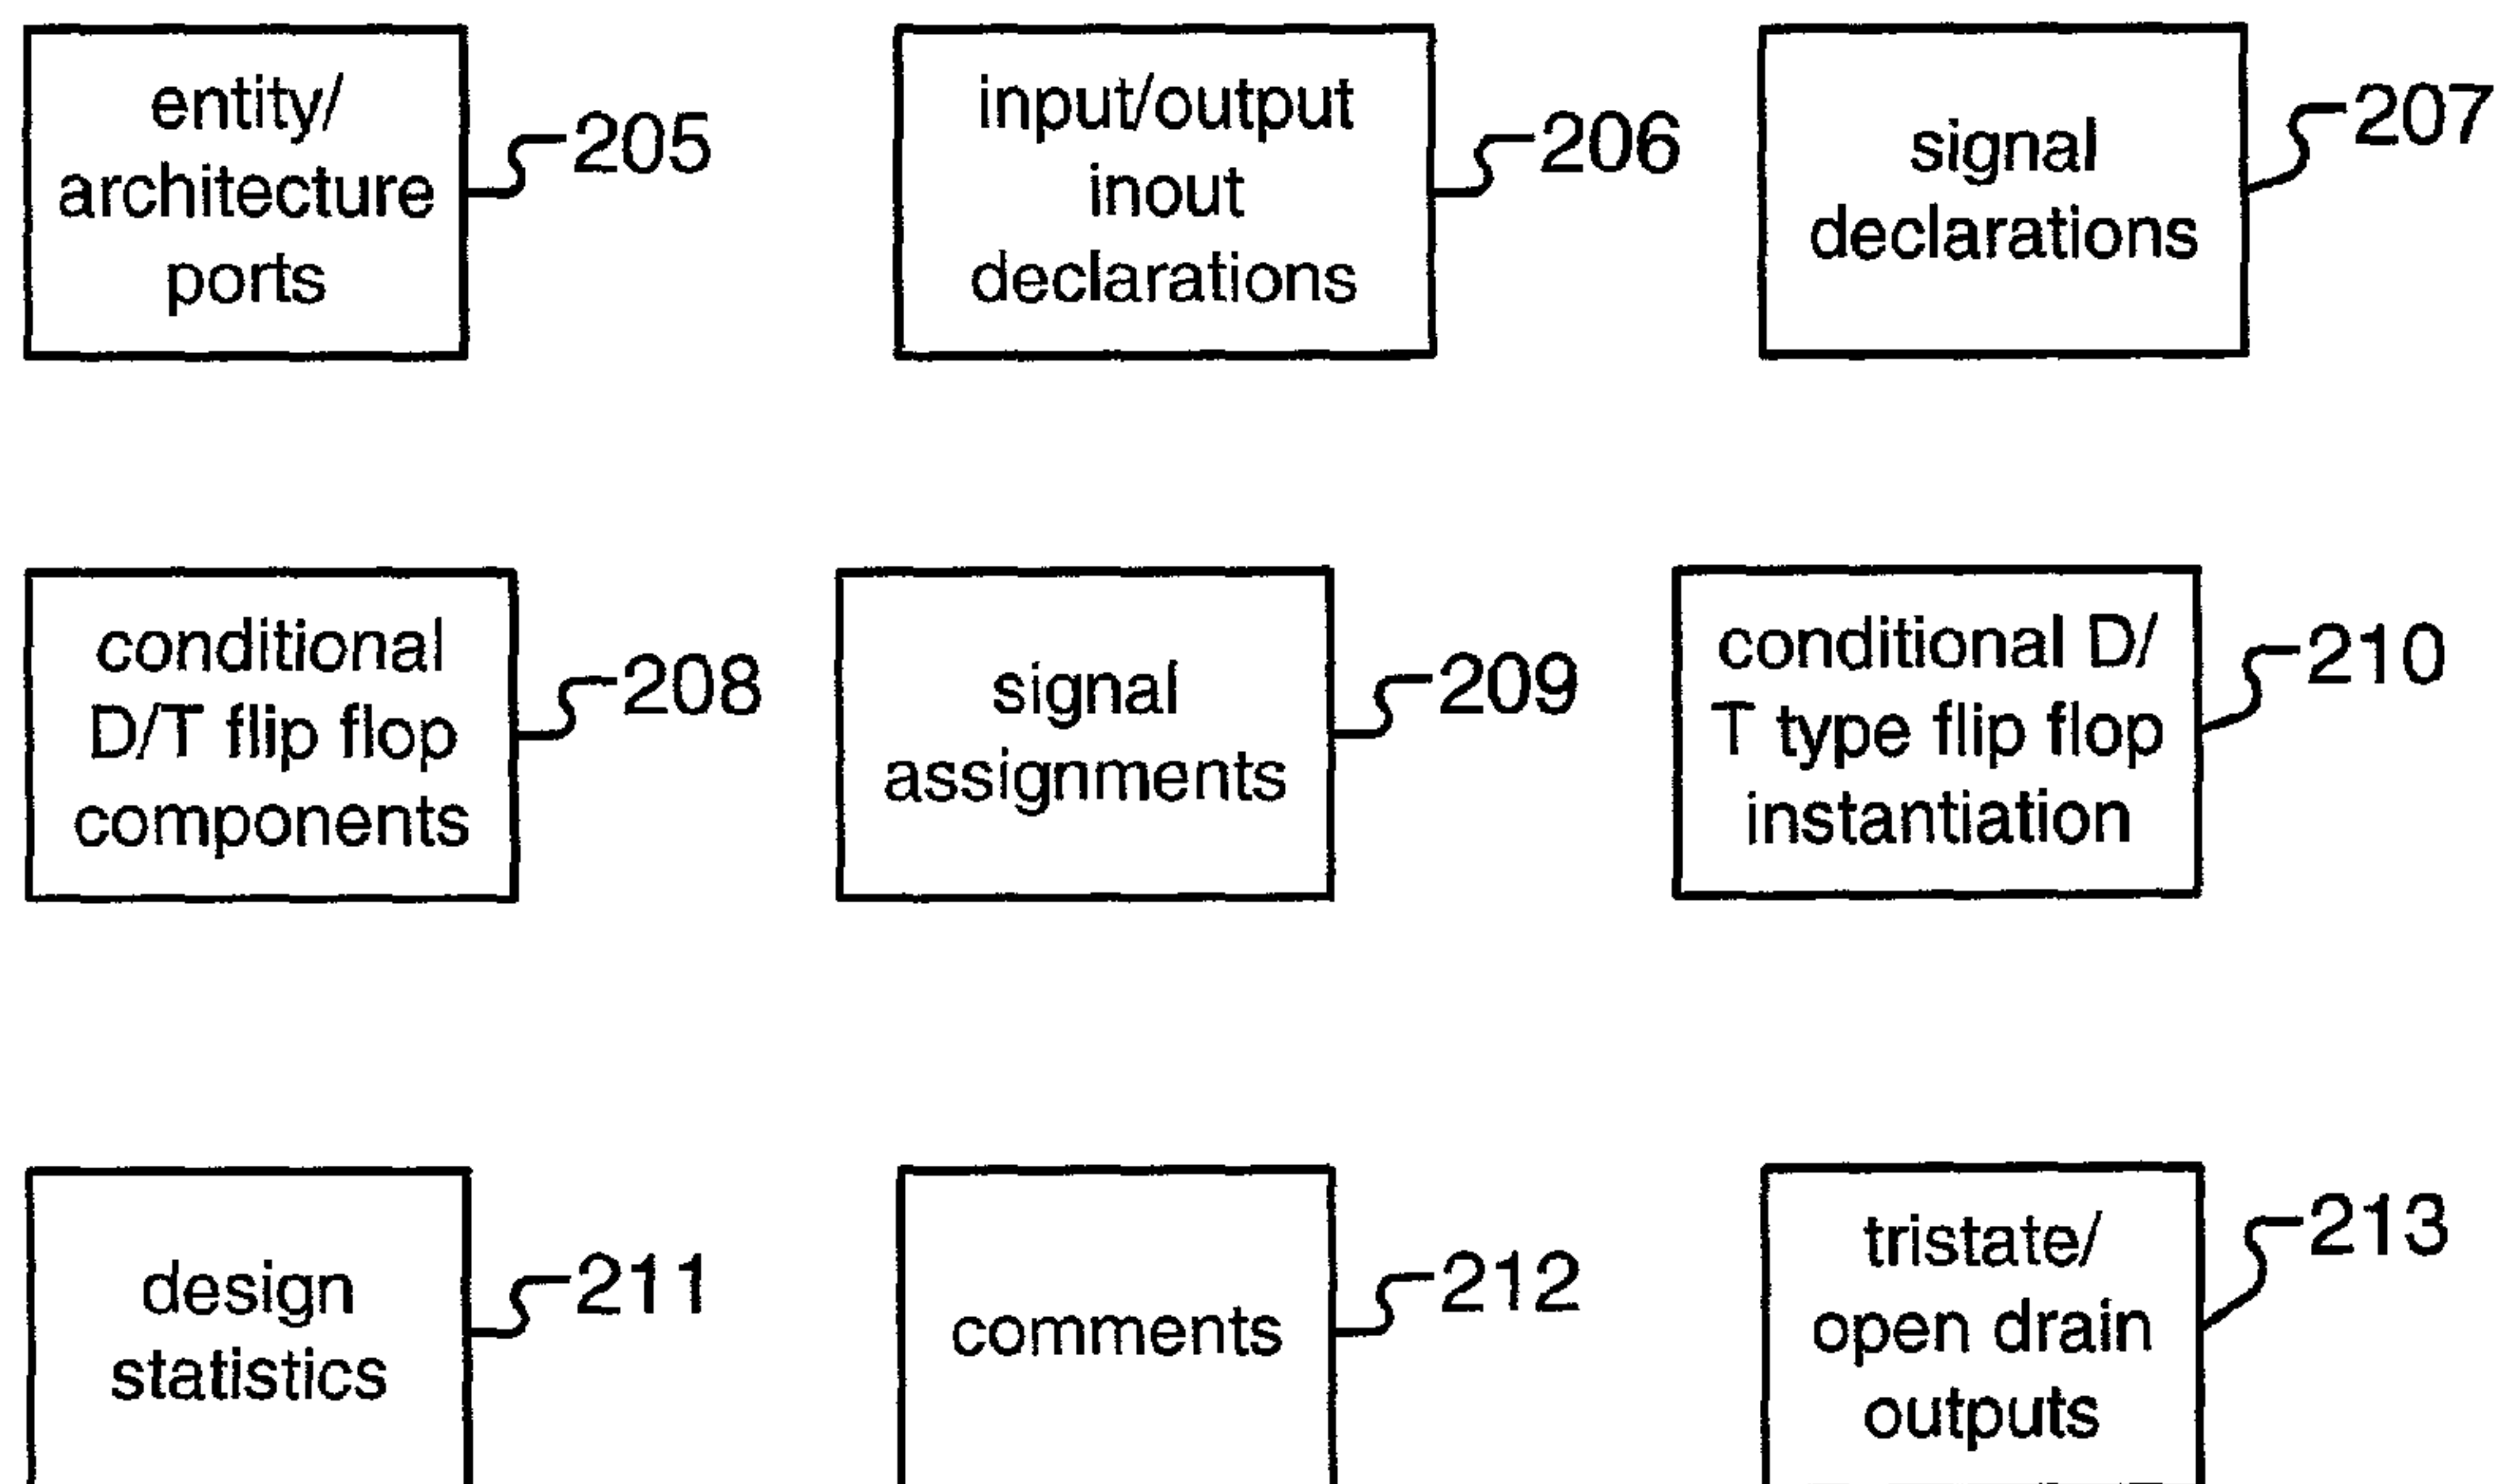 entity/
architecture
ports
205
input/output
inout
declarations
206
signal
declarations
207
conditional
D/T flip flop
components
208
signal
assignments
209
conditional D/
T type flip flop
instantiation
210
design
statistics
211
comments
212
tristate/
open drain
outputs
213